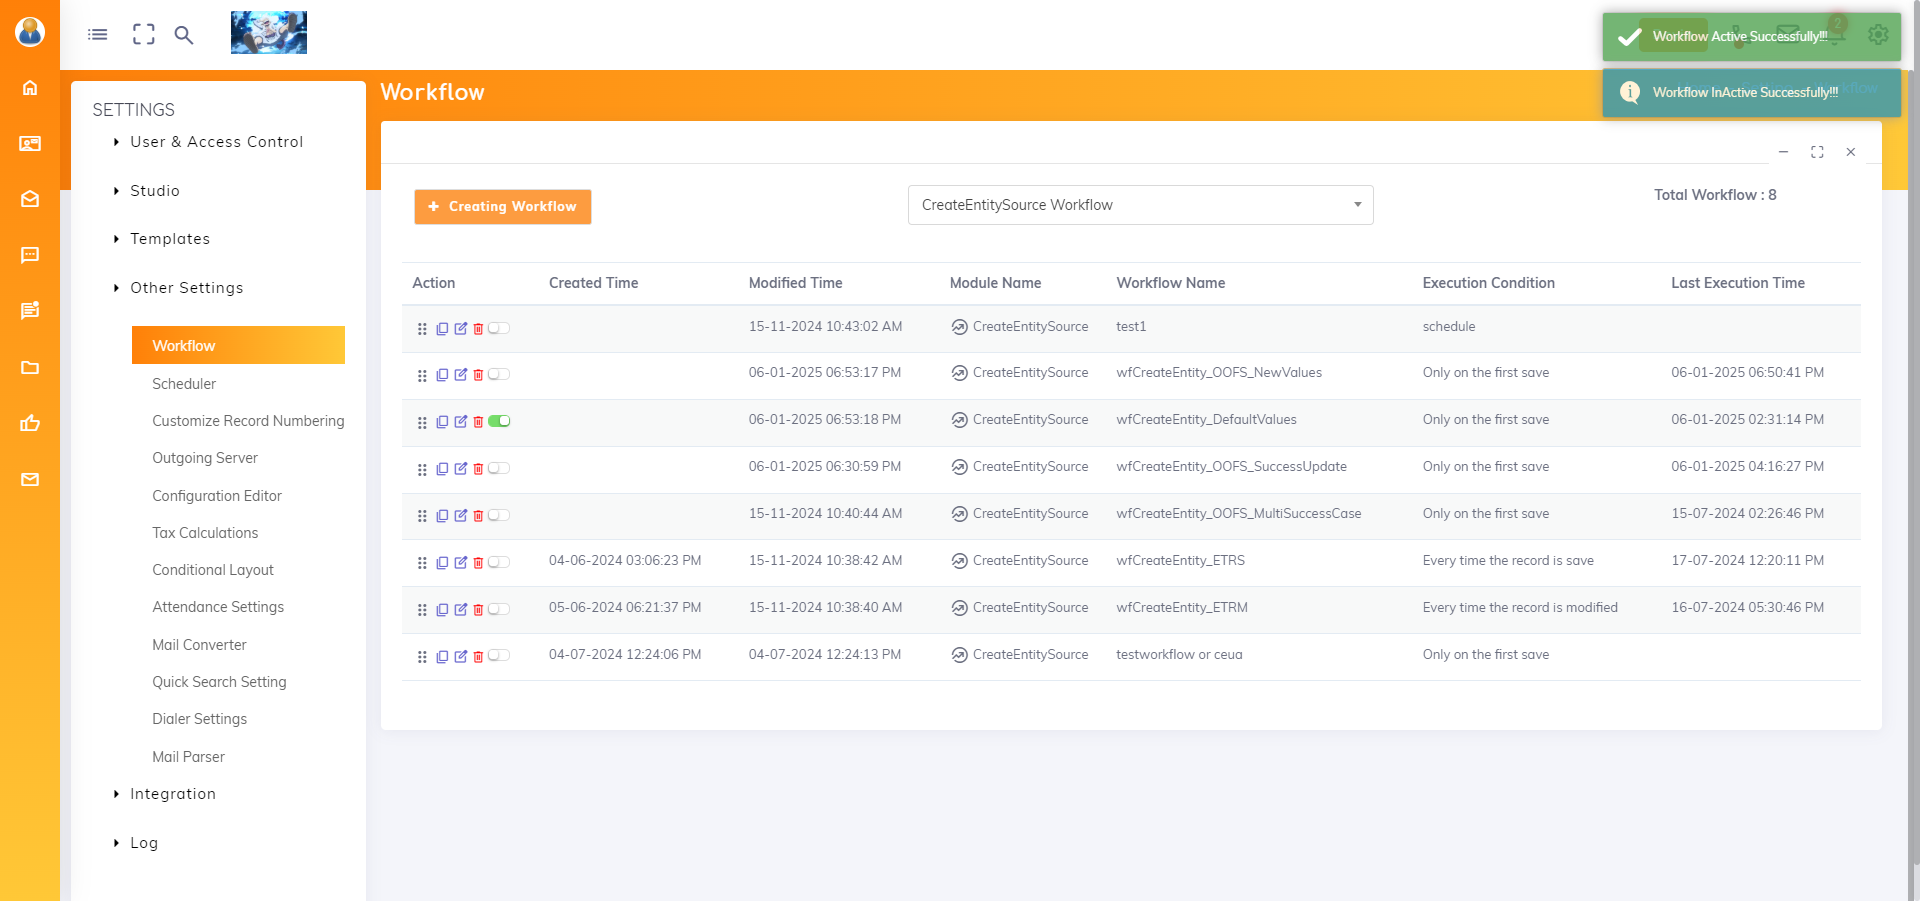 2
Workflow Active Successfully!!!
Workflow InActive Successfully!!!
SETTINGS
User & Access Control
Studio
Templates
Other Settings
Workflow
Scheduler
Customize Record Numbering
Outgoing Server
Configuration Editor
Tax Calculations
Conditional Layout
Attendance Settings
Mail Converter
Quick Search Setting
Dialer Settings
Mail Parser
Integration
Log
Workflow
Creating Workflow
CreateEntitySource Workflow
Total Workflow : 8
Action Created Time Modified Time Module Name Workflow Name Execution Condition Last Execution Time
15-11-2024 10:43:02 AM CreateEntitySource test1 schedule
06-01-2025 06:53:17 PM CreateEntitySource wfCreateEntity_OOFS_NewValues Only on the first save 06-01-2025 06:50:41 PM
06-01-2025 06:53:18 PM CreateEntitySource wfCreateEntity_DefaultValues Only on the first save 06-01-2025 02:31:14 PM
06-01-2025 06:30:59 PM CreateEntitySource wfCreateEntity_OOFS_SuccessUpdate Only on the first save 06-01-2025 04:16:27 PM
15-11-2024 10:40:44 AM CreateEntitySource wfCreateEntity_OOFS_MultiSuccessCase Only on the first save 15-07-2024 02:26:46 PM
04-06-2024 03:06:23 PM 15-11-2024 10:38:42 AM CreateEntitySource wfCreateEntity_ETRS Every time the record is save 17-07-2024 12:20:11 PM
05-06-2024 06:21:37 PM 15-11-2024 10:38:40 AM CreateEntitySource wfCreateEntity_ETRM Every time the record is modified 16-07-2024 05:30:46 PM
04-07-2024 12:24:06 PM 04-07-2024 12:24:13 PM CreateEntitySource testworkflow or ceua Only on the first save